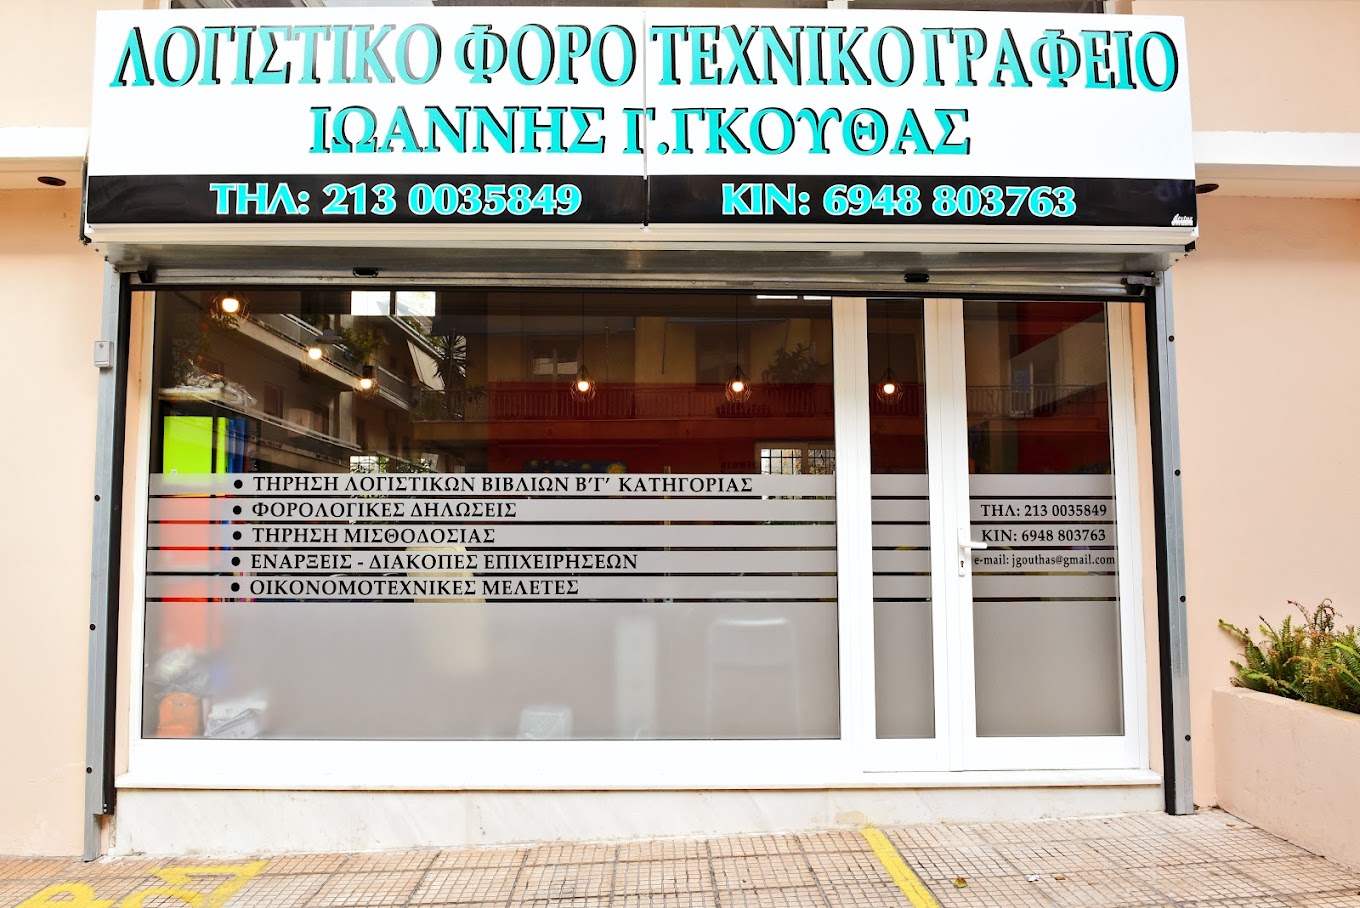 ΛΟΓΙΣΤΙΚΟ ΦΟΡΟ ΤΕΧΝΙΚΟ ΓΡΑΦΕΙΟ
ΙΩΑΝΝΗΣ Γ.ΓΚΟΥΘΑΣ
ΤΗΛ: 213 0035849 ΚΙΝ: 6948 803763
• ΤΗΡΗΣΗ ΛΟΓΙΣΤΙΚΩΝ ΒΙΒΛΙΩΝ Β'Γ' ΚΑΤΗΓΟΡΙΑΣ
• ΦΟΡΟΛΟΓΙΚΕΣ ΔΗΛΩΣΕΙΣ
• ΤΗΡΗΣΗ ΜΙΣΘΟΔΟΣΙΑΣ
• ΕΝΑΡΞΕΙΣ - ΔΙΑΚΟΠΕΣ ΕΠΙΧΕΙΡΗΣΕΩΝ
• ΟΙΚΟΝΟΜΟΤΕΧΝΙΚΕΣ ΜΕΛΕΤΕΣ
ΤΗΛ: 213 0035849
ΚΙΝ: 6948 803763
e-mail: jgouthas@gmail.com